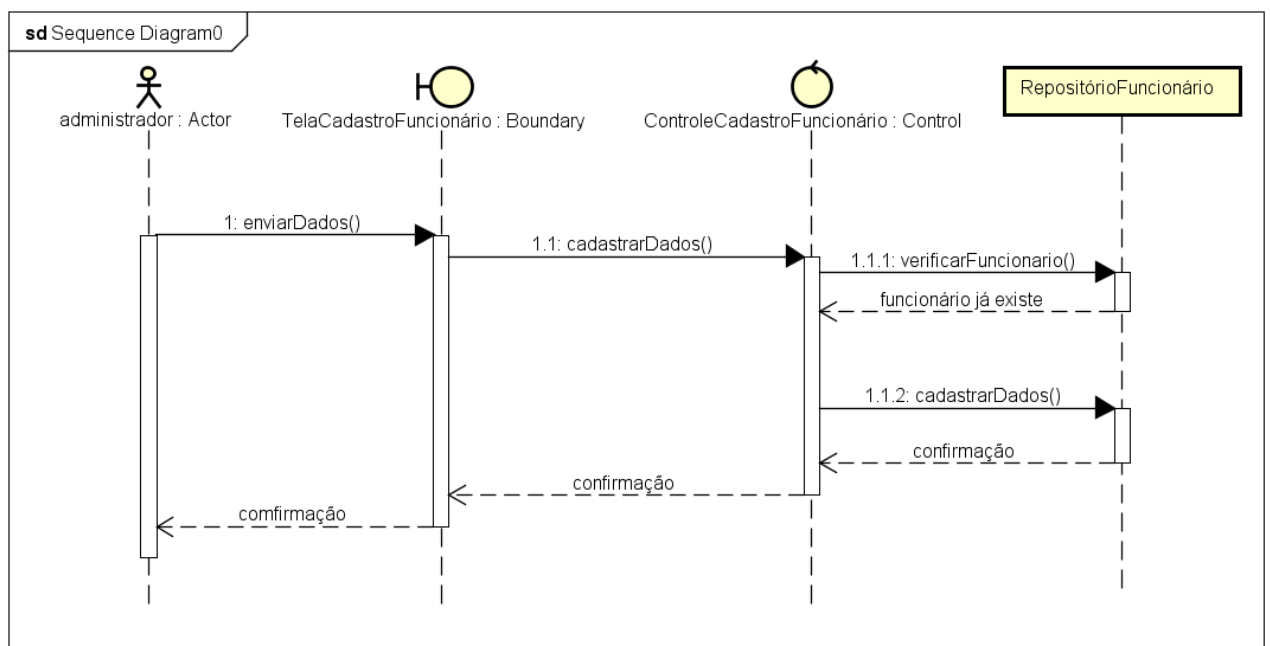 sd Sequence Diagram0
administrador : Actor
TelaCadastroFuncionário : Boundary
ControleCadastroFuncionário : Control
RepositórioFuncionário
1: enviarDados()
1.1: cadastrarDados()
1.1.1: verificarFuncionario()
funcionário já existe
1.1.2: cadastrarDados()
confirmação
confirmação
comfirmação